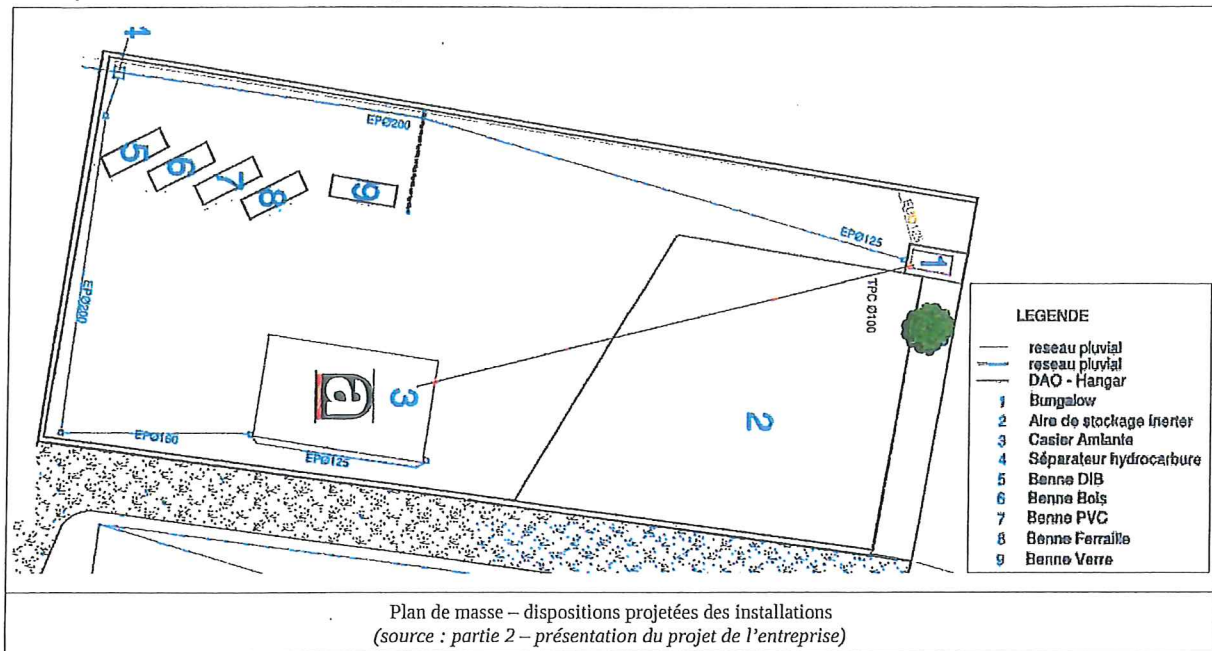 4
EPØ200
5
6
7
8
9
EPØ125
EUØ125
1
TPC Ø100
EPØ200
a
3
2
EPØ160
EPØ125
LEGENDE
reseau pluvial
reseau pluvial
DAO - Hangar
1 Bungalow
2 Aire de stockage Inerter
3 Casier Amiante
4 Séparateur hydrocarbure
5 Benne DIB
6 Benne Bois
7 Benne PVC
8 Benne Ferraille
9 Benne Verre
Plan de masse – dispositions projetées des installations
(source : partie 2 – présentation du projet de l'entreprise)